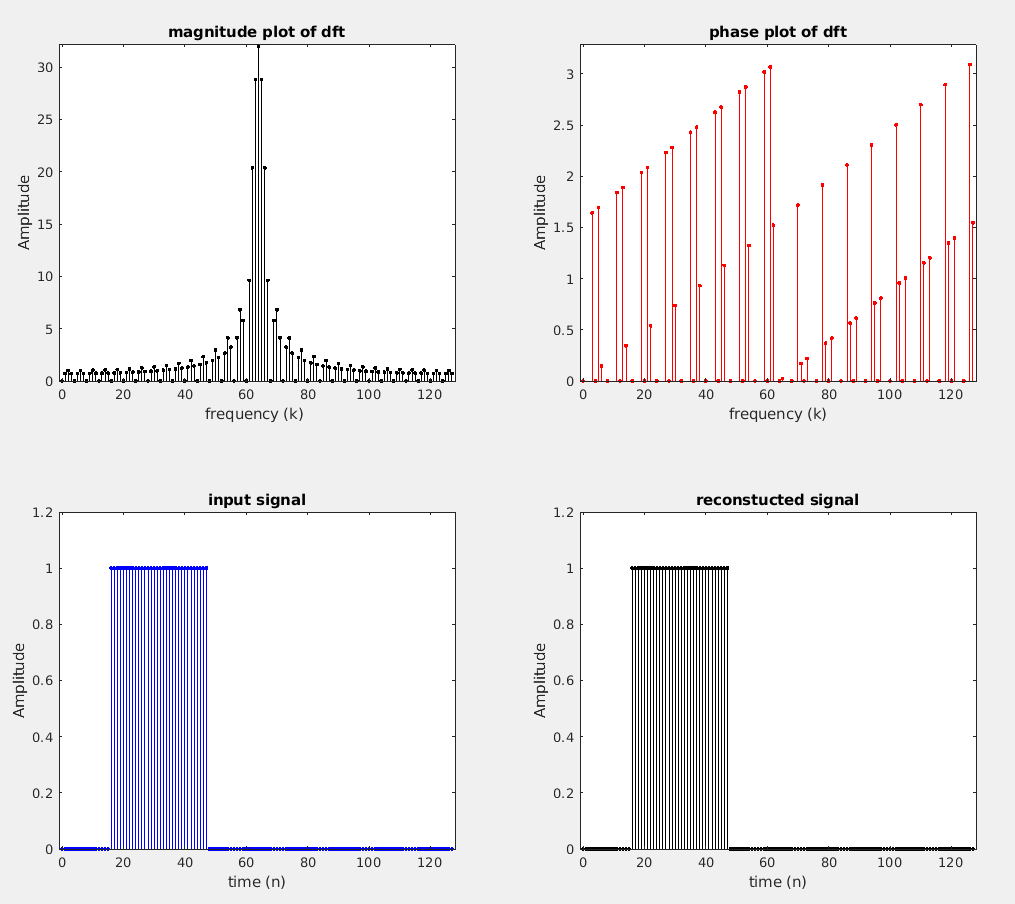 magnitude plot of dft
Amplitude
30
25
20
15
10
5
0
0 20 40 60 80 100 120
frequency (k)
phase plot of dft
Amplitude
3
2.5
2
1.5
1
0.5
0
0 20 40 60 80 100 120
frequency (k)
input signal
Amplitude
1.2
1
0.8
0.6
0.4
0.2
0
0 20 40 60 80 100 120
time (n)
reconstucted signal
Amplitude
1.2
1
0.8
0.6
0.4
0.2
0
0 20 40 60 80 100 120
time (n)